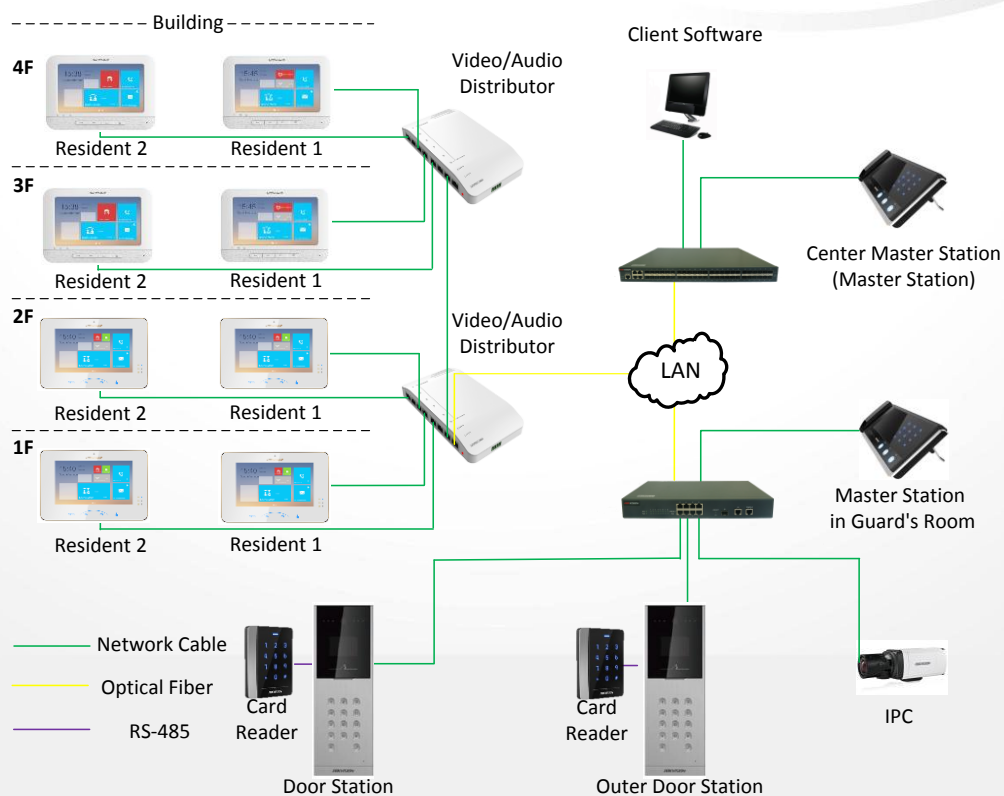 Building
Client Software
Video/Audio
Distributor
4F
Resident 2
Resident 1
3F
Center Master Station
(Master Station)
Resident 2
Resident 1
2F
Video/Audio
Distributor
LAN
Resident 2
Resident 1
1F
Master Station
in Guard's Room
Resident 2
Resident 1
Network Cable
Optical Fiber
RS-485
Card
Reader
Door Station
Card
Reader
Outer Door Station
IPC